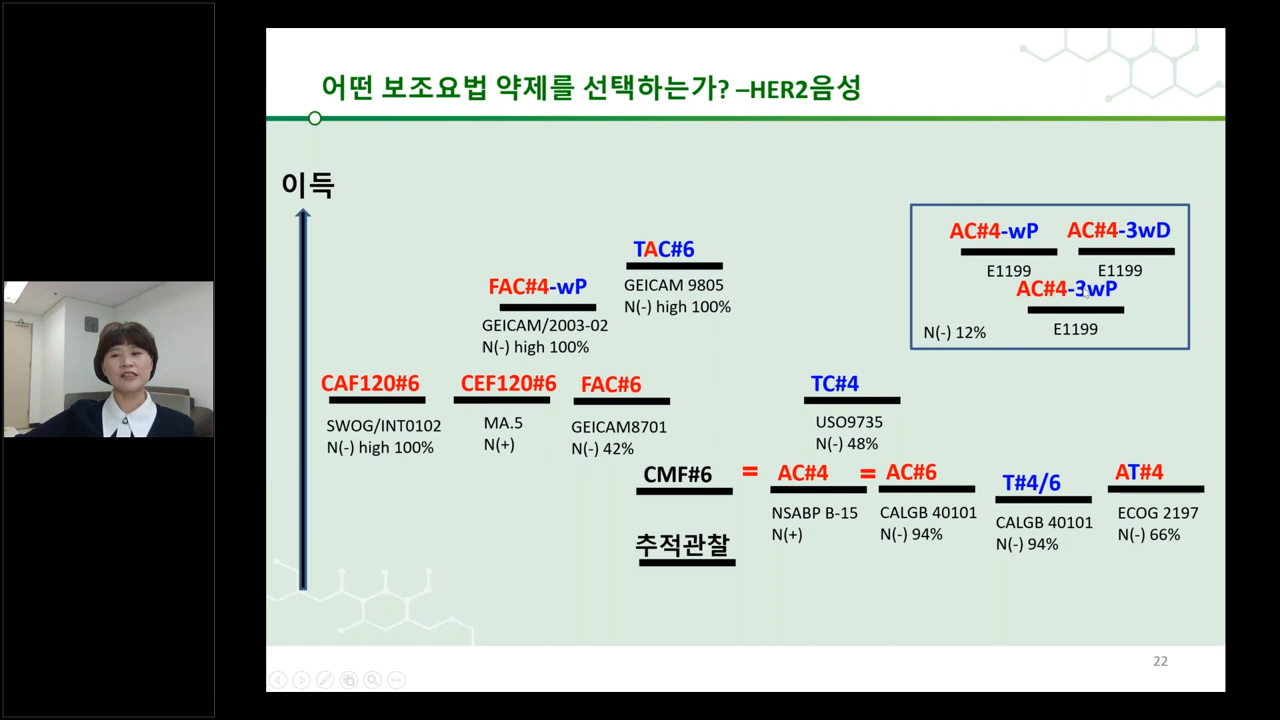 어떤 보조요법 약제를 선택하는가? –HER2음성
이득
AC#4-wP
AC#4-3wD
E1199
E1199
AC#4-3wP
E1199
N(-) 12%
TAC#6
GEICAM 9805
N(-) high 100%
FAC#4-wP
GEICAM/2003-02
N(-) high 100%
CAF120#6
SWOG/INT0102
N(-) high 100%
CEF120#6
MA.5
N(+)
FAC#6
GEICAM8701
N(-) 42%
TC#4
USO9735
N(-) 48%
CMF#6
=
AC#4
NSABP B-15
N(+)
=
AC#6
CALGB 40101
N(-) 94%
T#4/6
CALGB 40101
N(-) 94%
AT#4
ECOG 2197
N(-) 66%
추적관찰
22